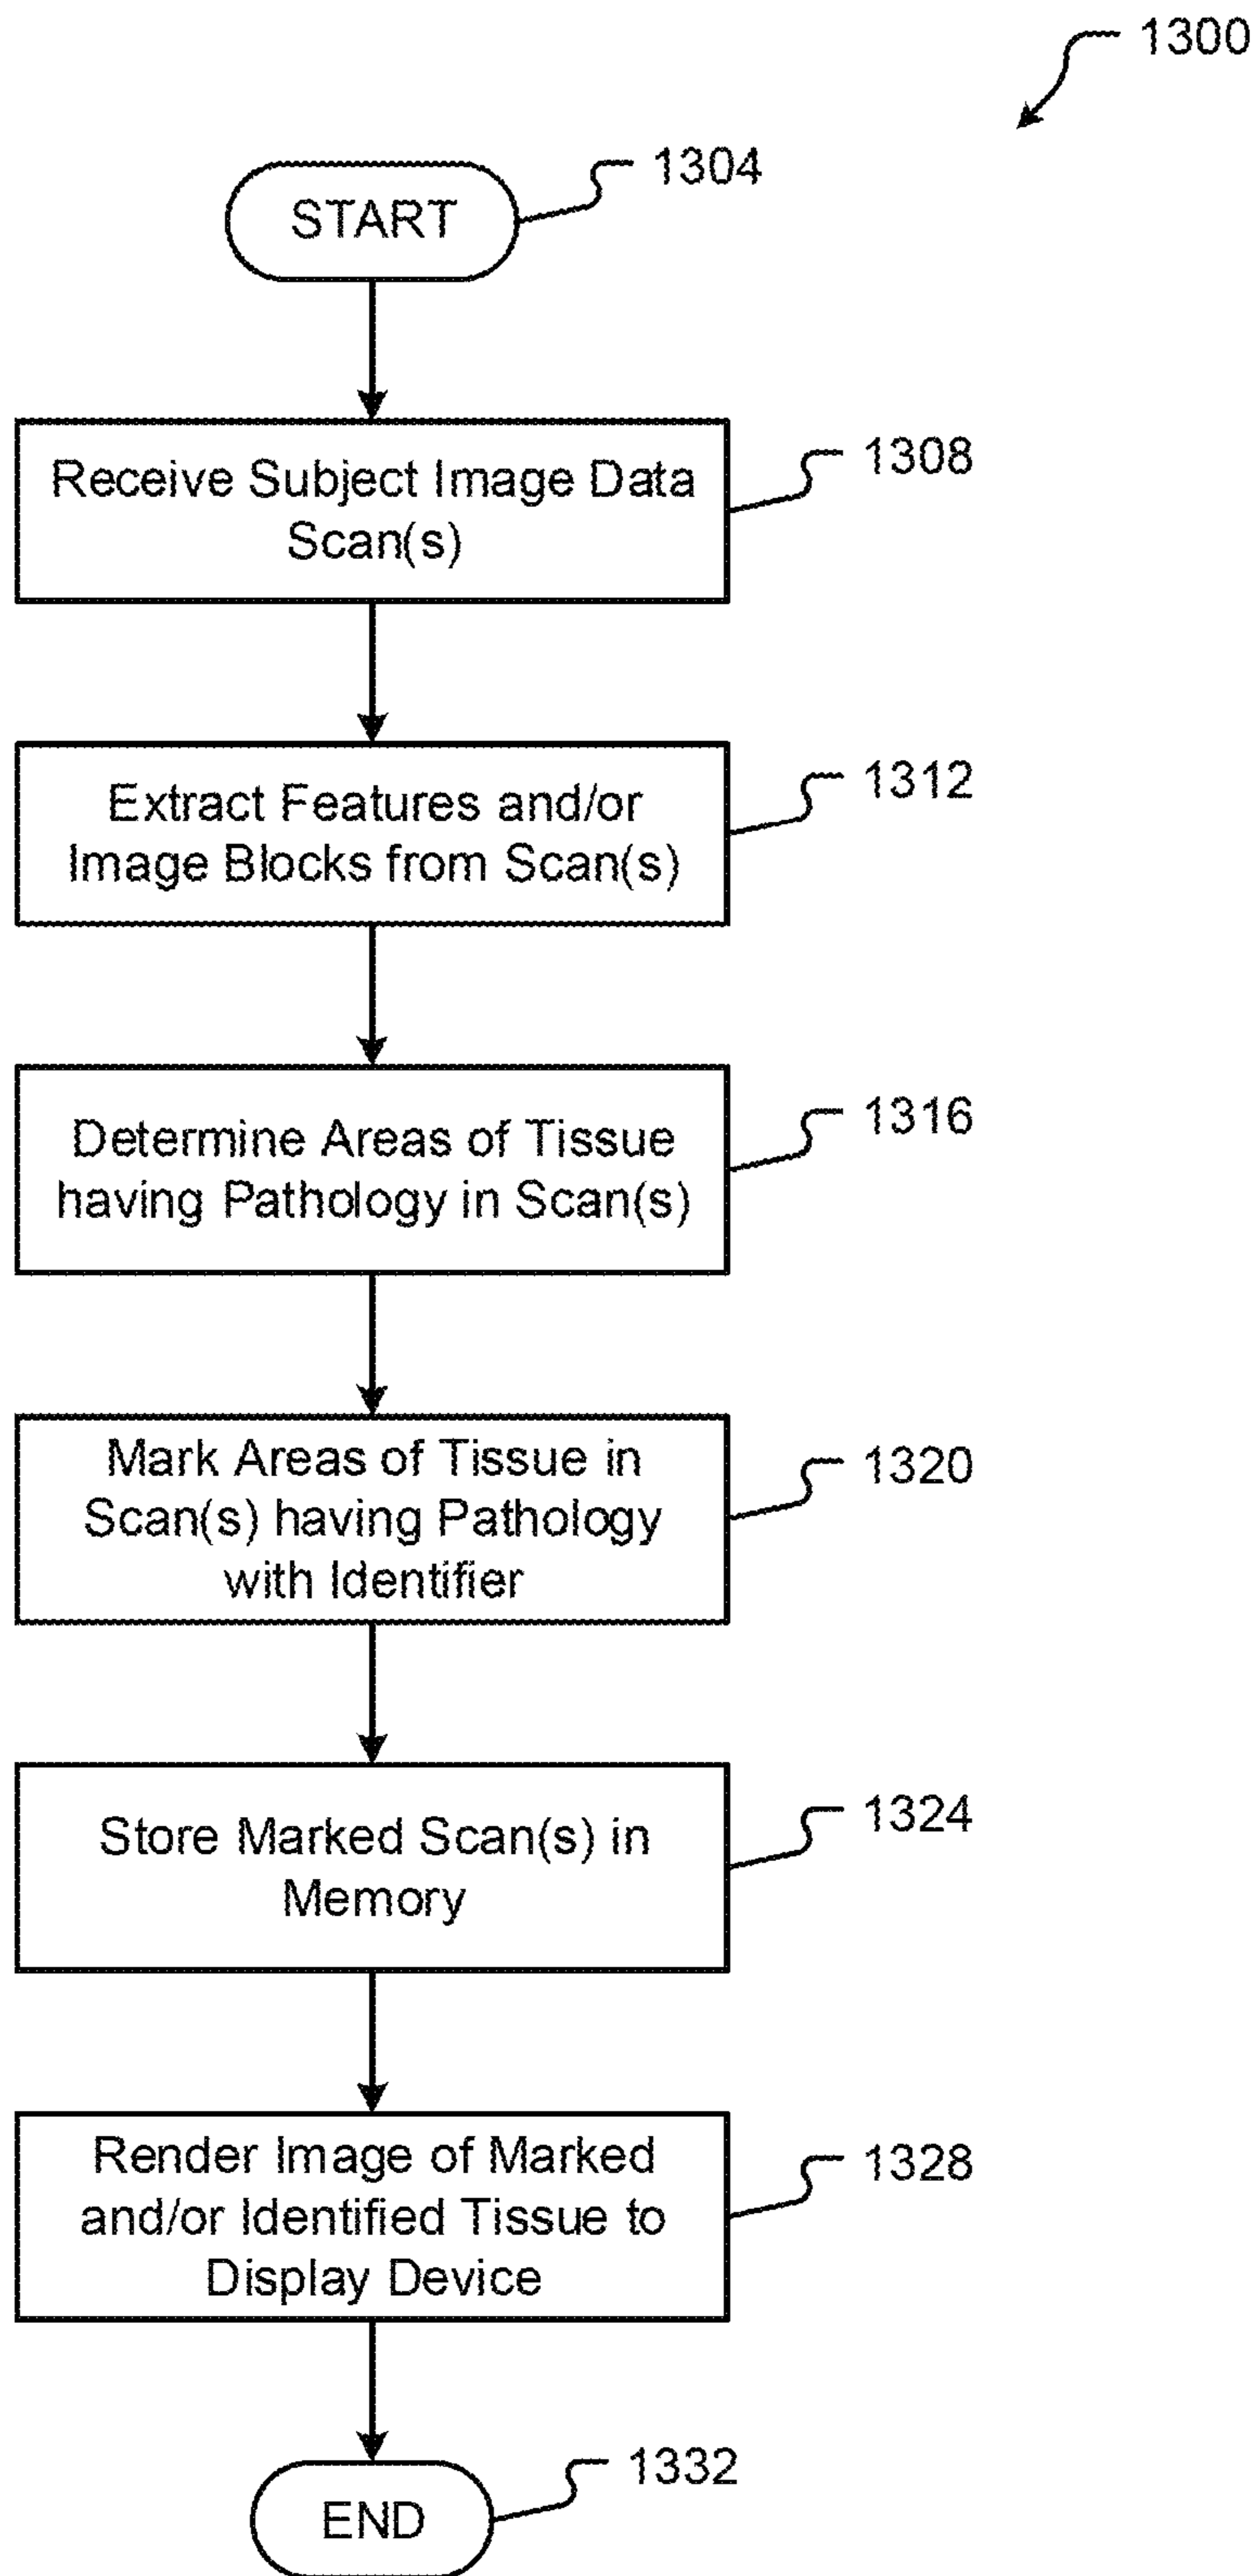 1300
START
1304
Receive Subject Image Data
Scan(s)
1308
Extract Features and/or
Image Blocks from Scan(s)
1312
Determine Areas of Tissue
having Pathology in Scan(s)
1316
Mark Areas of Tissue in
Scan(s) having Pathology
with Identifier
1320
Store Marked Scan(s) in
Memory
1324
Render Image of Marked
and/or Identified Tissue to
Display Device
1328
END
1332